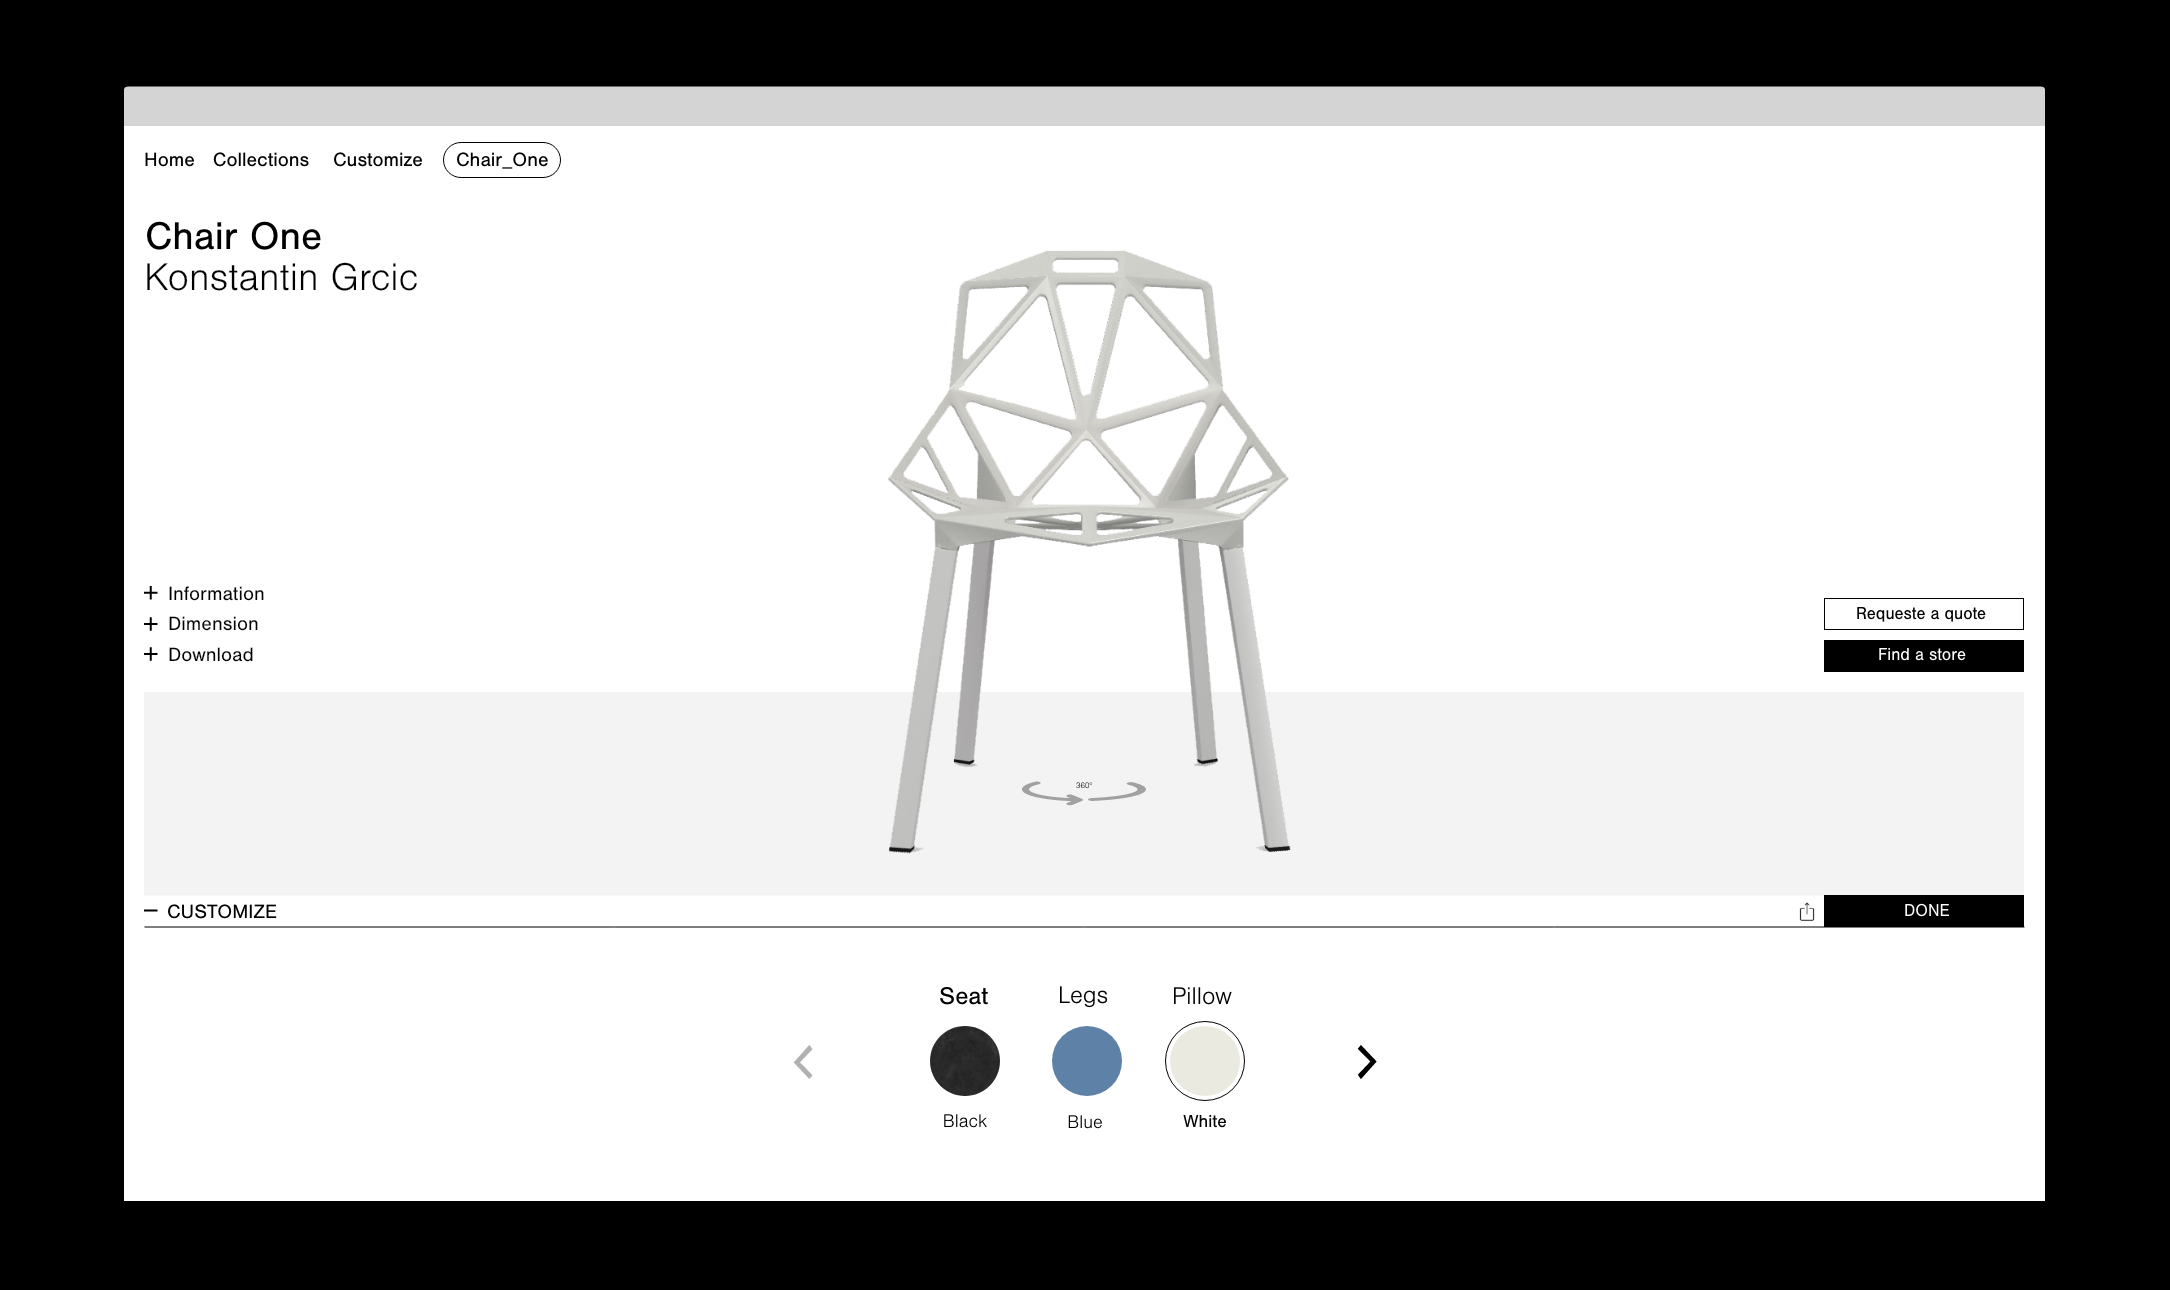 Home Collections Customize Chair_One
Chair One
Konstantin Grcic
Information
Dimension
Download
Requeste a quote
Find a store
360°
CUSTOMIZE
DONE
Seat Legs Pillow
Black Blue White